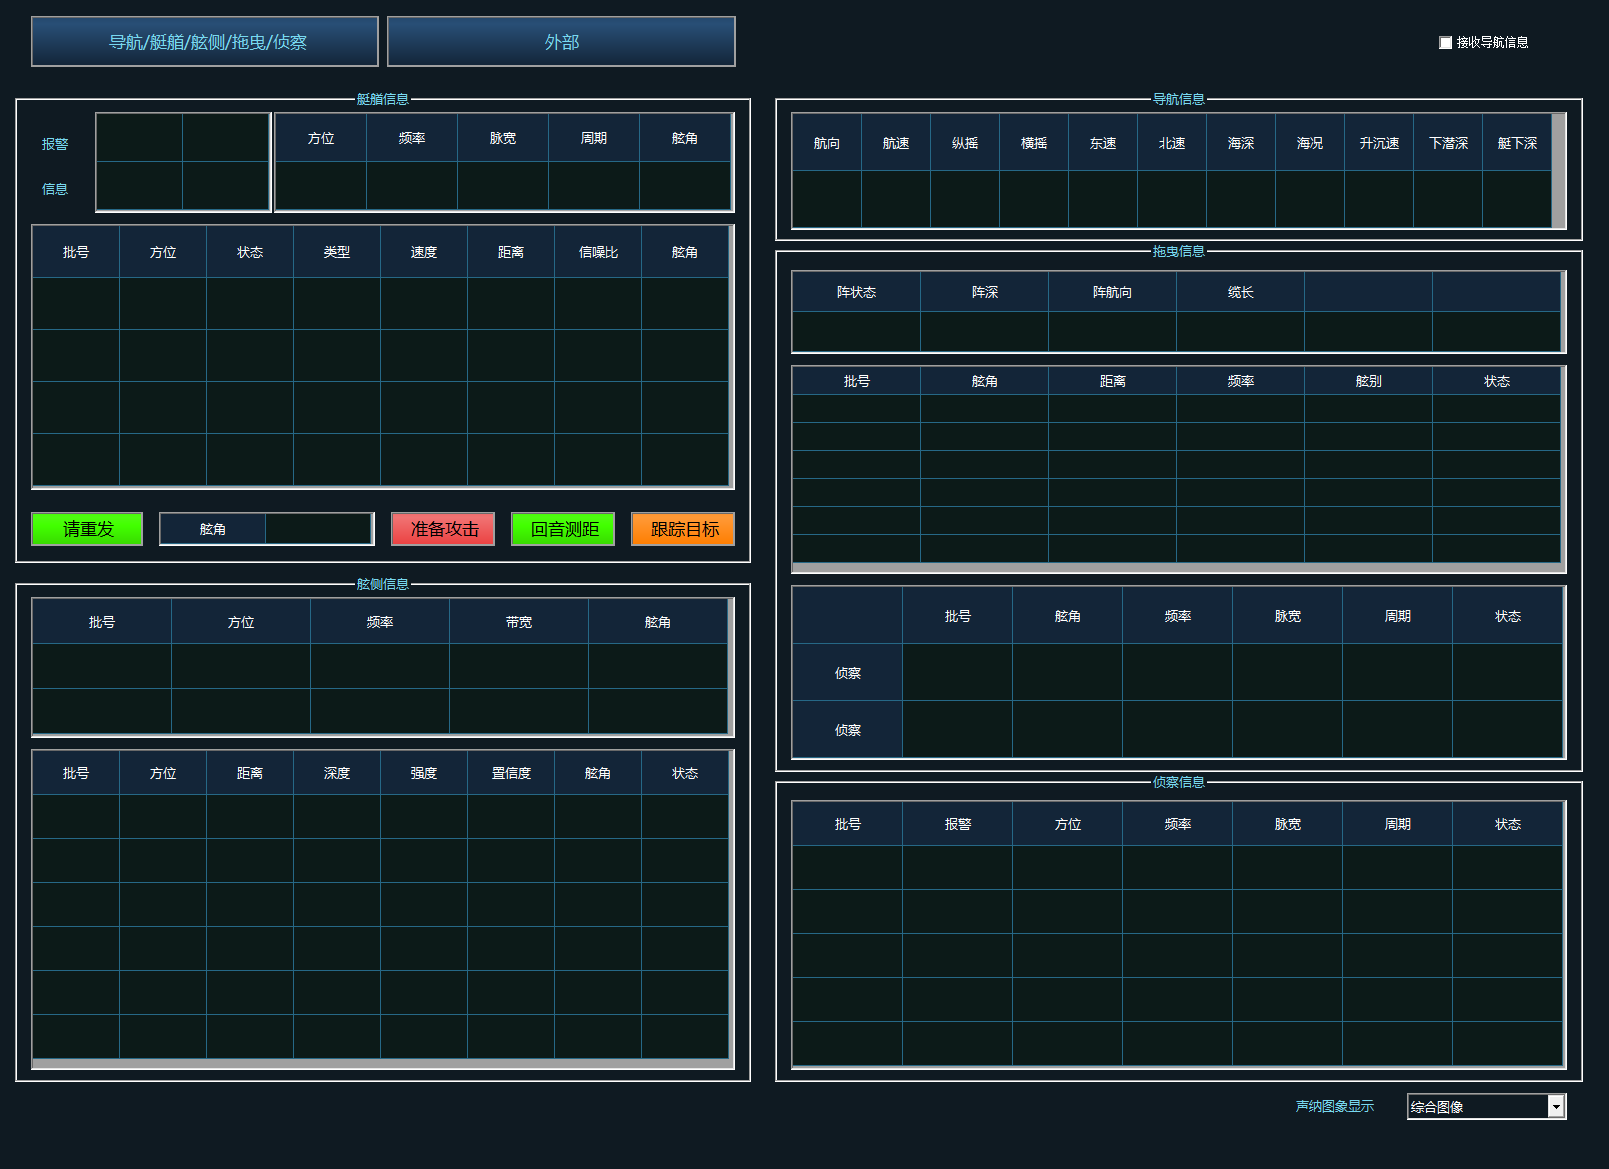 导航/艇艏/舷侧/拖曳/侦察
外部
接收导航信息
艇艏信息
报警
信息
方位 频率 脉宽 周期 舷角
批号 方位 状态 类型 速度 距离 信噪比 舷角
请重发
舷角
准备攻击
回音测距
跟踪目标
舷侧信息
批号 方位 频率 带宽 舷角
批号 方位 距离 深度 强度 置信度 舷角 状态
导航信息
航向 航速 纵摇 横摇 东速 北速 海深 海况 升沉速 下潜深 艇下深
拖曳信息
阵状态 阵深 阵航向 缆长
批号 舷角 距离 频率 舷别 状态
批号 舷角 频率 脉宽 周期 状态
侦察
侦察
侦察信息
批号 报警 方位 频率 脉宽 周期 状态
声纳图象显示
综合图像